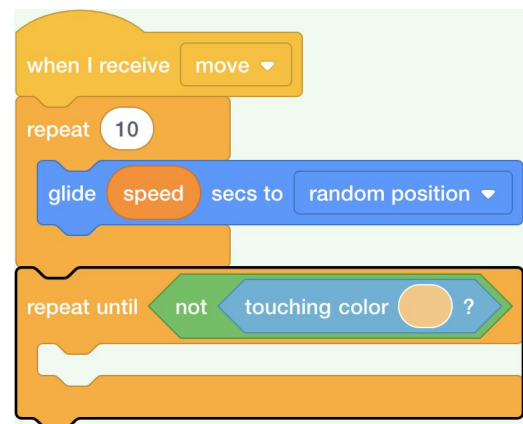 when I receive move
repeat 10
glide speed secs to random position
repeat until not touching color ?